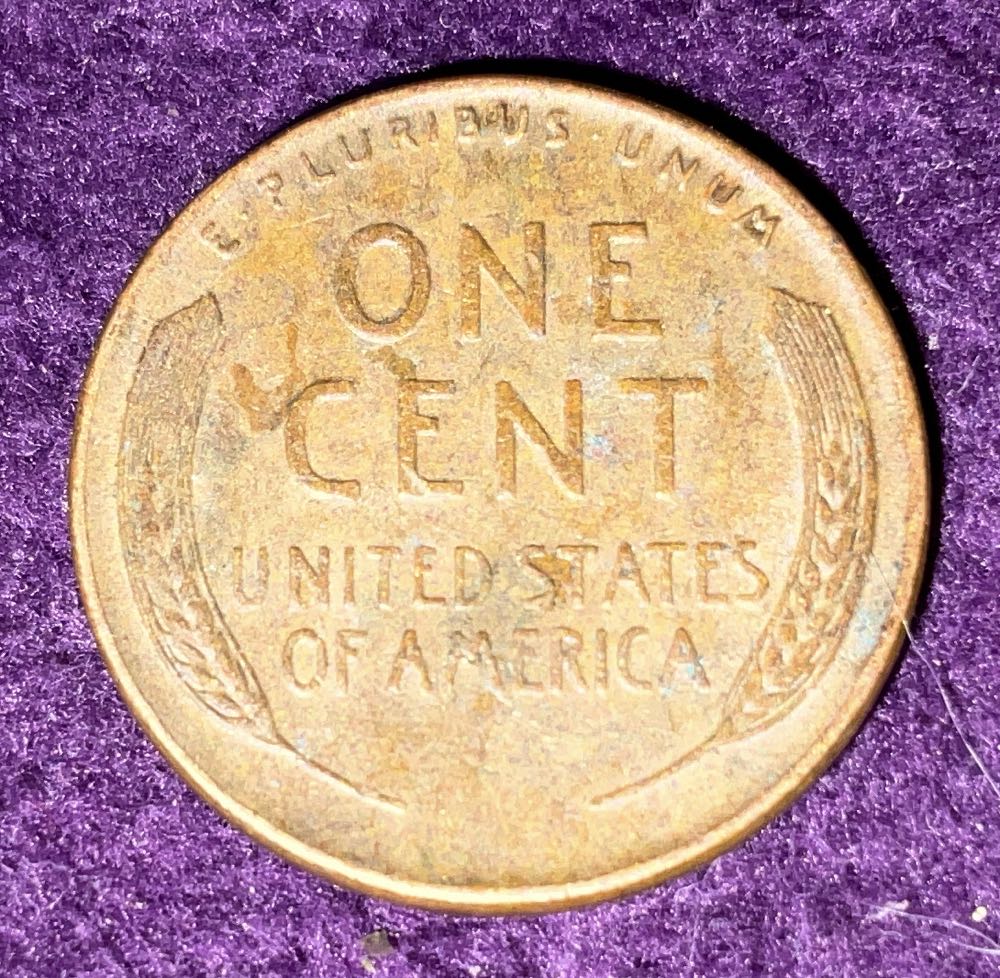 E·PLURIBUS·UNUM
ONE
CENT
UNITED STATES
OF AMERICA